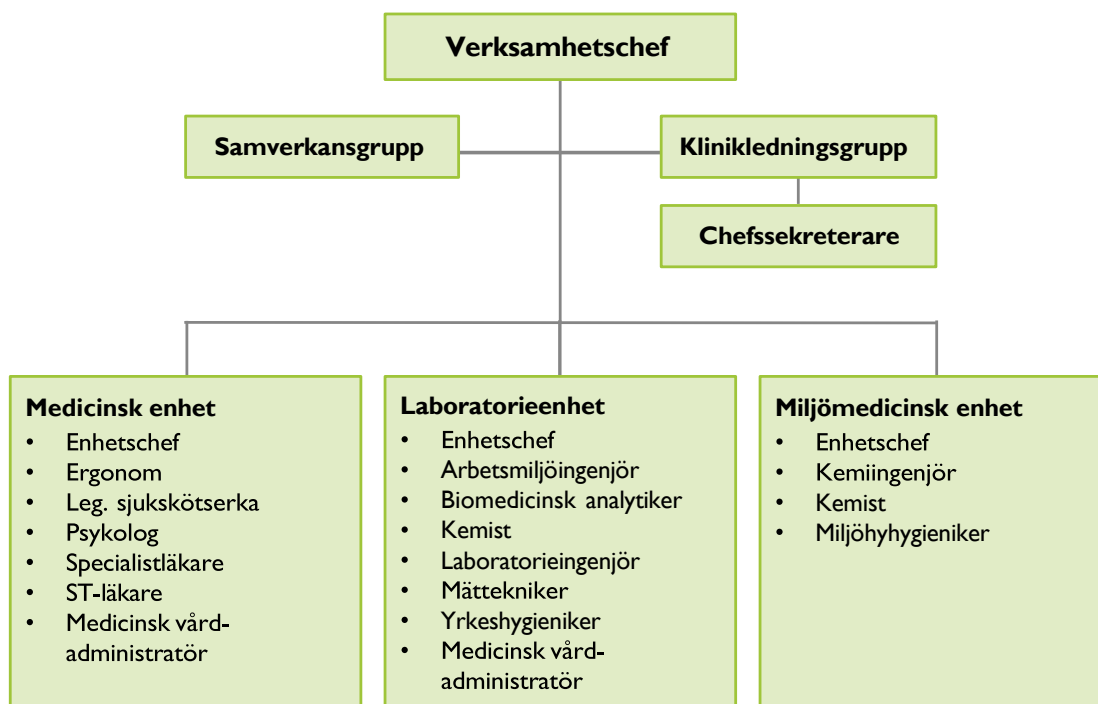 Verksamhetschef
Samverkansgrupp
Klinikledningsgrupp
Chefssekreterare
Medicinsk enhet
• Enhetschef
• Ergonom
• Leg. sjukskötserka
• Psykolog
• Specialistläkare
• ST-läkare
• Medicinsk vård-
administratör
Laboratorieenhet
• Enhetschef
• Arbetsmiljöingenjör
• Biomedicinsk analytiker
• Kemist
• Laboratorieingenjör
• Mättekniker
• Yrkeshygieniker
• Medicinsk vård-
administratör
Miljömedicinsk enhet
• Enhetschef
• Kemiingenjör
• Kemist
• Miljöhyhygieniker